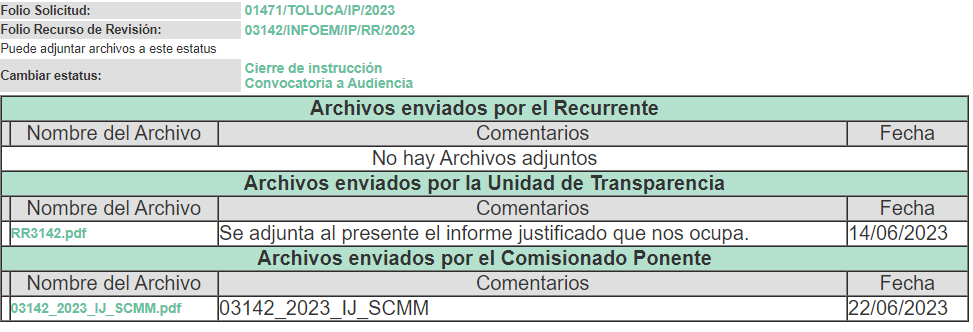 Folio Solicitud: 01471/TOLUCA/IP/2023
Folio Recurso de Revisión: 03142/INFOEM/IP/RR/2023
Puede adjuntar archivos a este estatus
Cambiar estatus: Cierre de instrucción
Convocatoria a Audiencia
Archivos enviados por el Recurrente
Nombre del Archivo Comentarios Fecha
No hay Archivos adjuntos
Archivos enviados por la Unidad de Transparencia
Nombre del Archivo Comentarios Fecha
RR3142.pdf Se adjunta al presente el informe justificado que nos ocupa. 14/06/2023
Archivos enviados por el Comisionado Ponente
Nombre del Archivo Comentarios Fecha
03142_2023_IJ_SCMM.pdf 03142_2023_IJ_SCMM 22/06/2023